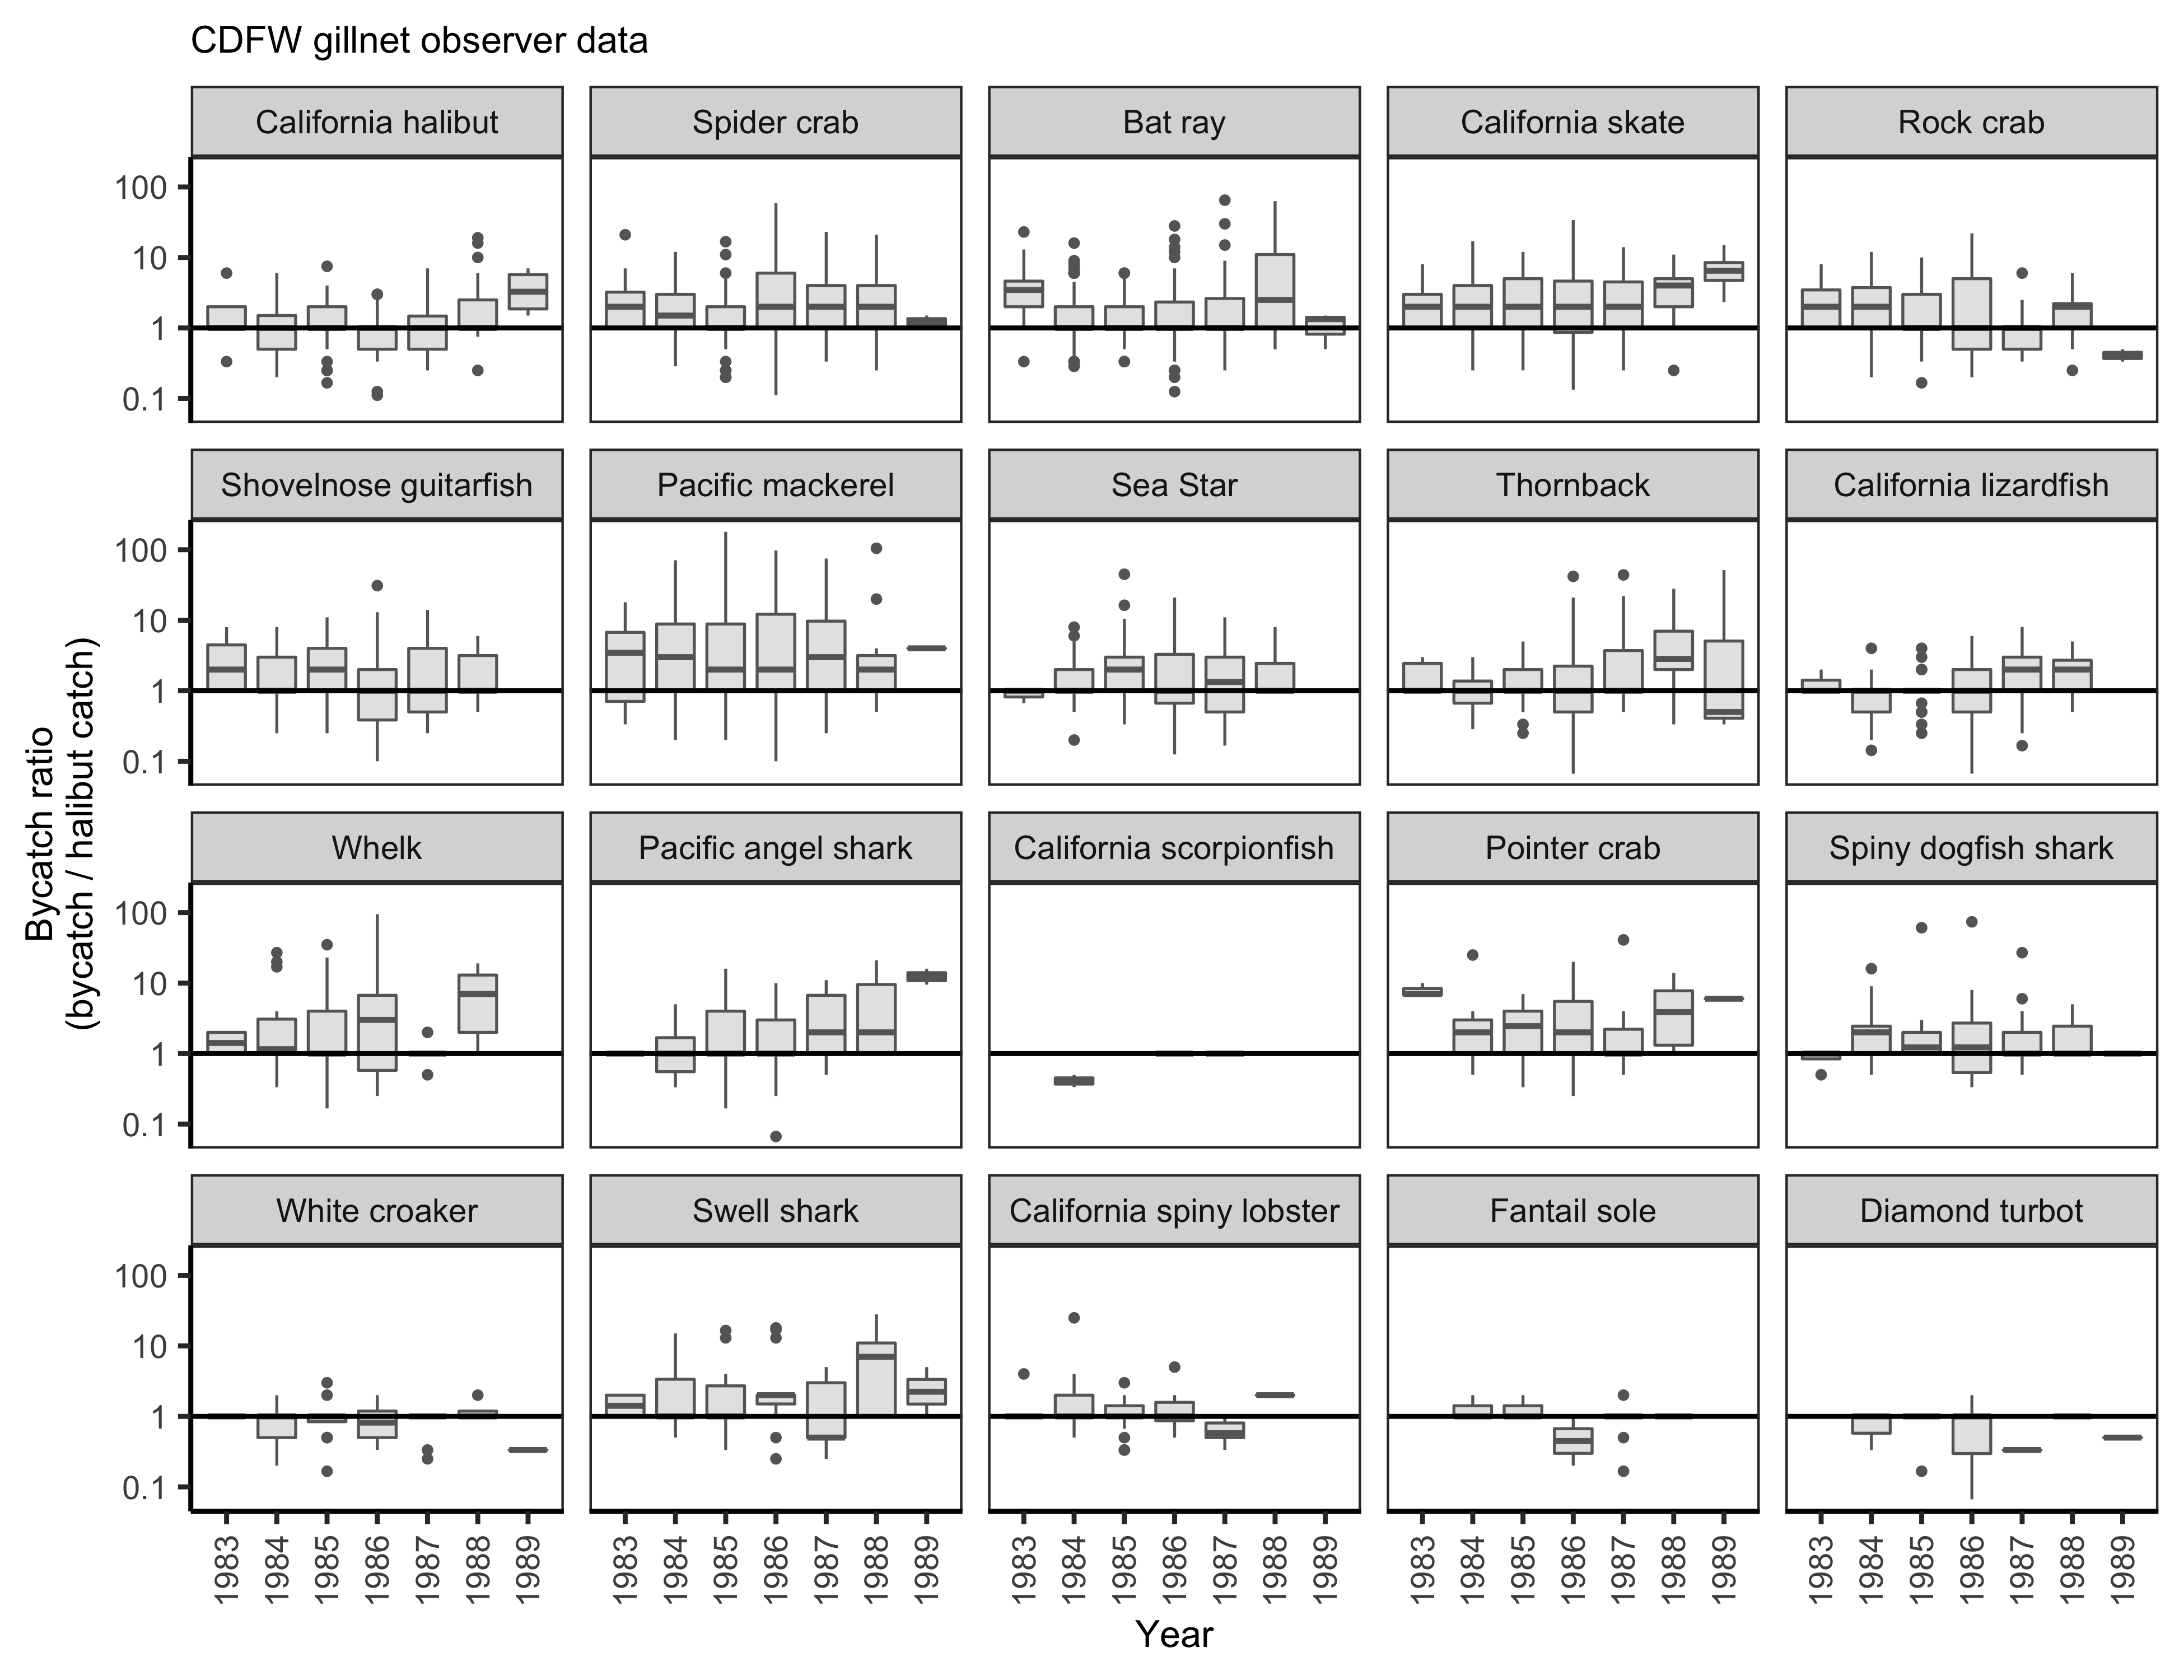 CDFW gillnet observer data
California halibut
Spider crab
Bat ray
California skate
Rock crab
100
10
1
0.1
Shovelnose guitarfish
Pacific mackerel
Sea Star
Thornback
California lizardfish
100
10
1
0.1
Bycatch ratio
(bycatch / halibut catch)
Whelk
Pacific angel shark
California scorpionfish
Pointer crab
Spiny dogfish shark
100
10
1
0.1
White croaker
Swell shark
California spiny lobster
Fantail sole
Diamond turbot
100
10
1
0.1
1983 1984 1985 1986 1987 1988 1989
1983 1984 1985 1986 1987 1988 1989
1983 1984 1985 1986 1987 1988 1989
1983 1984 1985 1986 1987 1988 1989
1983 1984 1985 1986 1987 1988 1989
Year